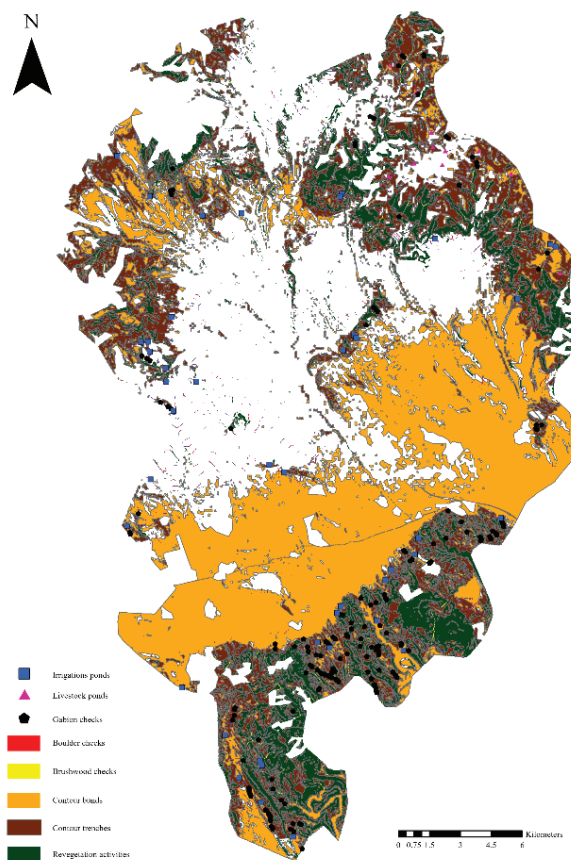 N
Irrigations ponds
Livestock ponds
Gabion checks
Boulder checks
Brushwood checks
Contour bonds
Contour trenches
Revegetation activities
Kilometers
0 0.75 1.5 3 4.5 6